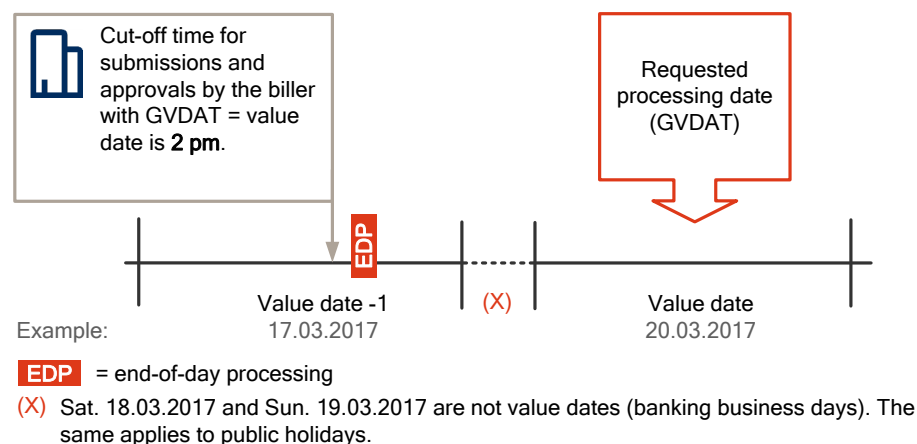 Cut-off time for
submissions and
approvals by the biller
with GVDAT = value
date is 2 pm.
Requested
processing date
(GVDAT)
EDP
Value date -1
(X)
Value date
Example:
17.03.2017
20.03.2017
EDP = end-of-day processing
(X) Sat. 18.03.2017 and Sun. 19.03.2017 are not value dates (banking business days). The
same applies to public holidays.